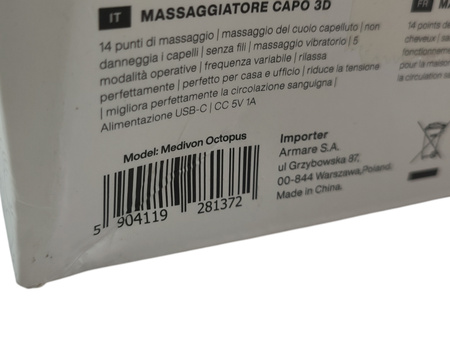 IT MASSAGGIATORE CAPO 3D
14 punti di massaggio | massaggio del cuoio capelluto | non
danneggia i capelli | senza fili | massaggio vibratorio | 5
modalità operative | frequenza variabile | rilassa
perfettamente | perfetto per casa e ufficio | riduce la tensione
| migliora perfettamente la circolazione sanguigna |
Alimentazione USB-C | CC 5V 1A
Model: Medivon Octopus
5 904119 281372
Importer
Armare S.A.
ul Grzybowska 87,
00-844 Warszawa,Poland.
Made in China.
FR MA
14 points de
cheveux | sa
fonctionnem
pour la maison
la circulation s